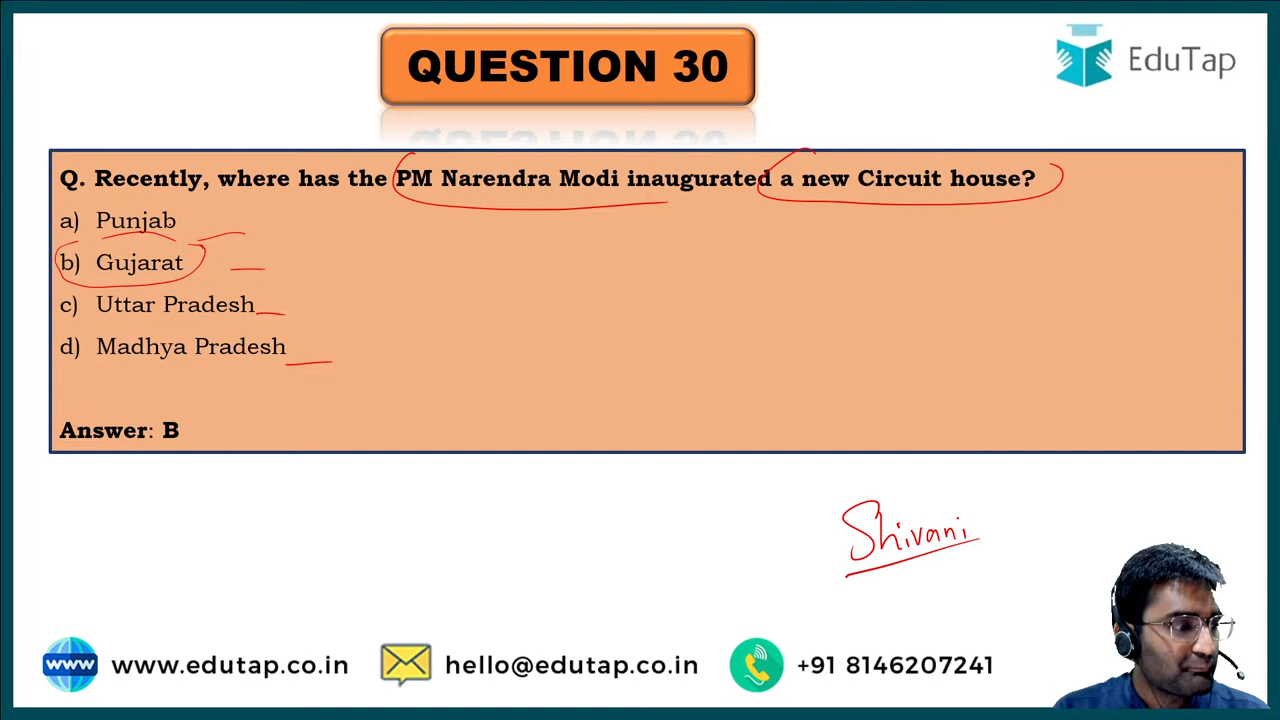 QUESTION 30
EduTap
Q. Recently, where has the PM Narendra Modi inaugurated a new Circuit house?
a) Punjab
b) Gujarat
c) Uttar Pradesh
d) Madhya Pradesh
Answer: B
Shivani
www www.edutap.co.in hello@edutap.co.in +91 8146207241